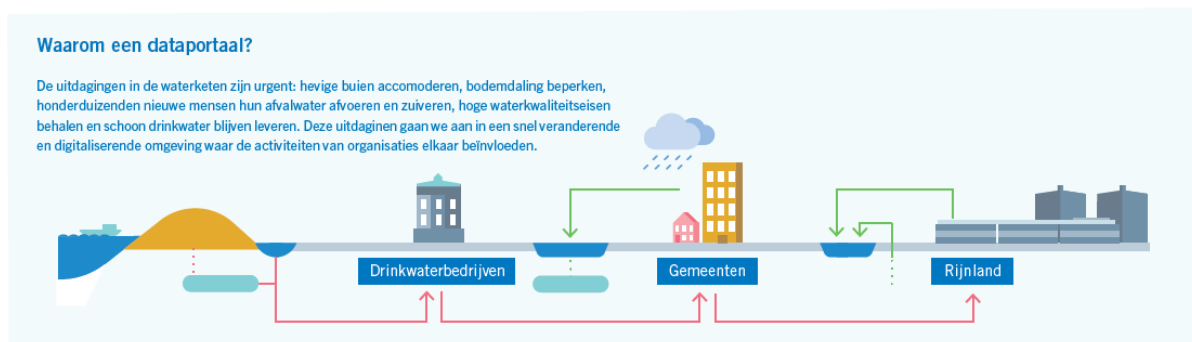 Waarom een dataportaal?
De uitdagingen in de waterketen zijn urgent: hevige buien accomoderen, bodemdaling beperken,
honderduizenden nieuwe mensen hun afvalwater afvoeren en zuiveren, hoge waterkwaliteitseisen
behalen en schoon drinkwater blijven leveren. Deze uitdaginen gaan we aan in een snel veranderende
en digitaliserende omgeving waar de activiteiten van organisaties elkaar beïnvloeden.
Drinkwaterbedrijven
Gemeenten
Rijnland